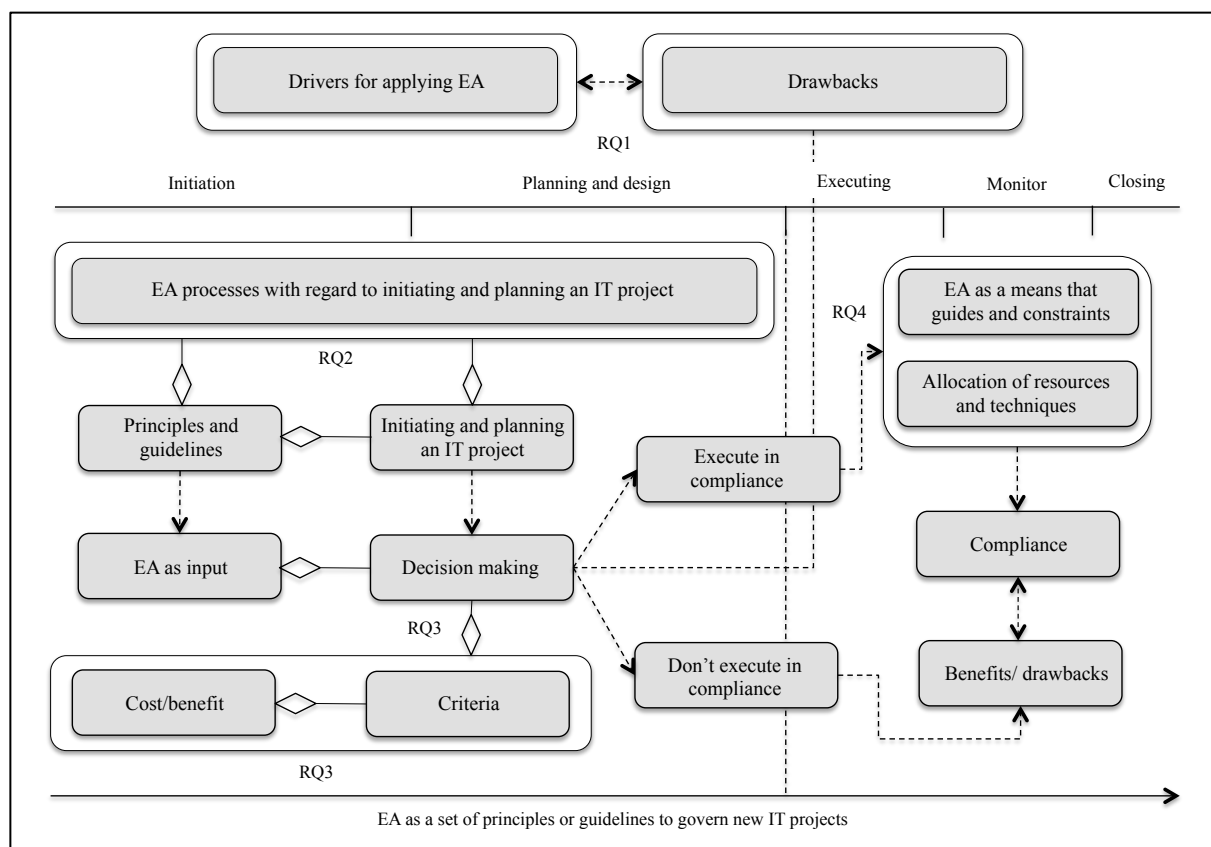 Drivers for applying EA
Drawbacks
RQ1
Initiation
Planning and design
Executing
Monitor
Closing
EA processes with regard to initiating and planning an IT project
RQ2
EA as a means that
guides and constraints
RQ4
Allocation of resources
and techniques
Principles and
guidelines
Initiating and planning
an IT project
Execute in
compliance
EA as input
Decision making
Compliance
RQ3
Don’t execute in
compliance
Benefits/ drawbacks
Cost/benefit
Criteria
RQ3
EA as a set of principles or guidelines to govern new IT projects